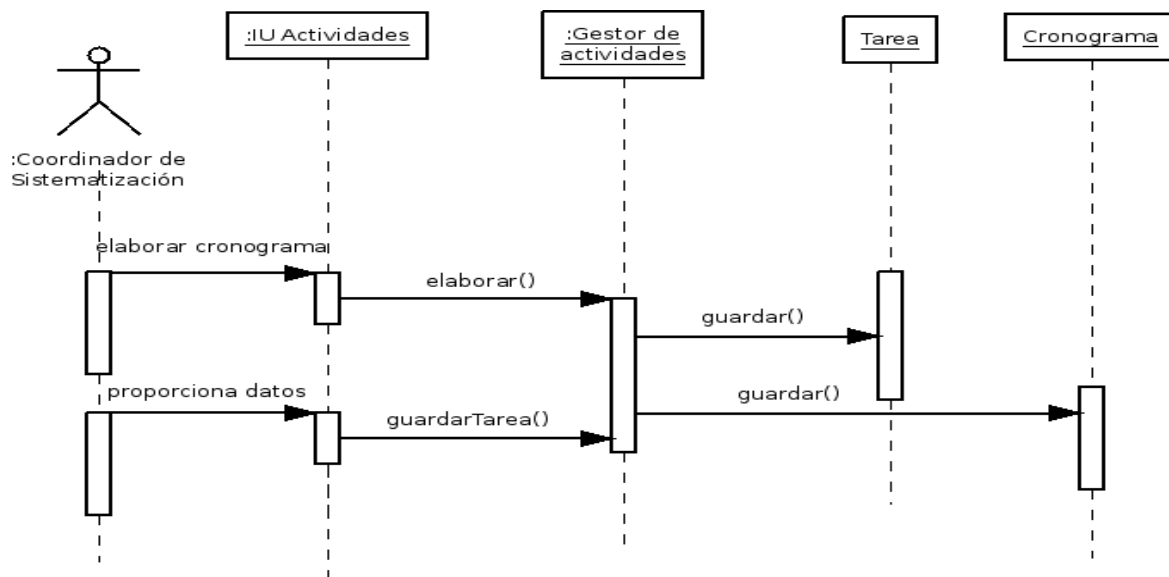 :IU Actividades
:Gestor de
actividades
Tarea
Cronograma
:Coordinador de
Sistematización
elaborar cronograma
elaborar()
guardar()
proporciona datos
guardar()
guardarTarea()